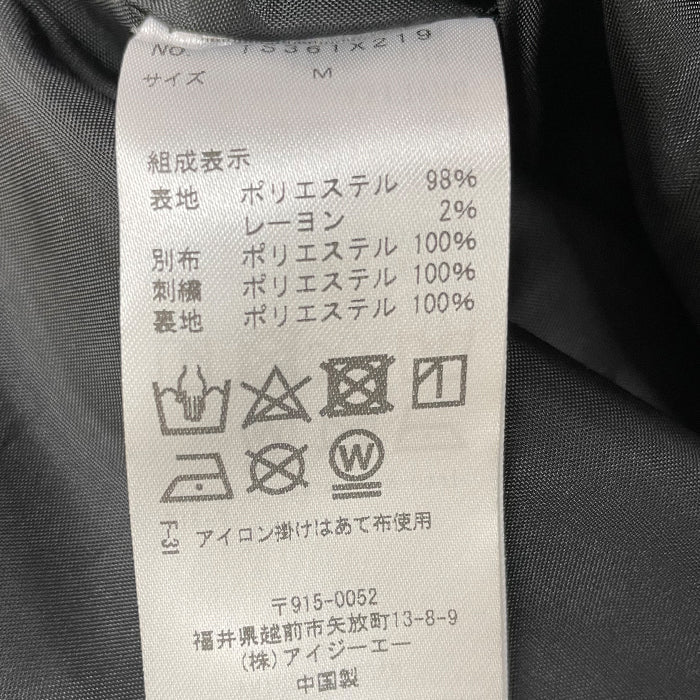 NO. TS361X219
サイズ M
組成表示
表地 ポリエステル 98%
レーヨン 2%
別布 ポリエステル 100%
刺繍 ポリエステル 100%
裏地 ポリエステル 100%
W
F-31 アイロン掛けはあて布使用
〒915-0052
福井県越前市矢放町13-8-9
(株)アイジーエー
中国製